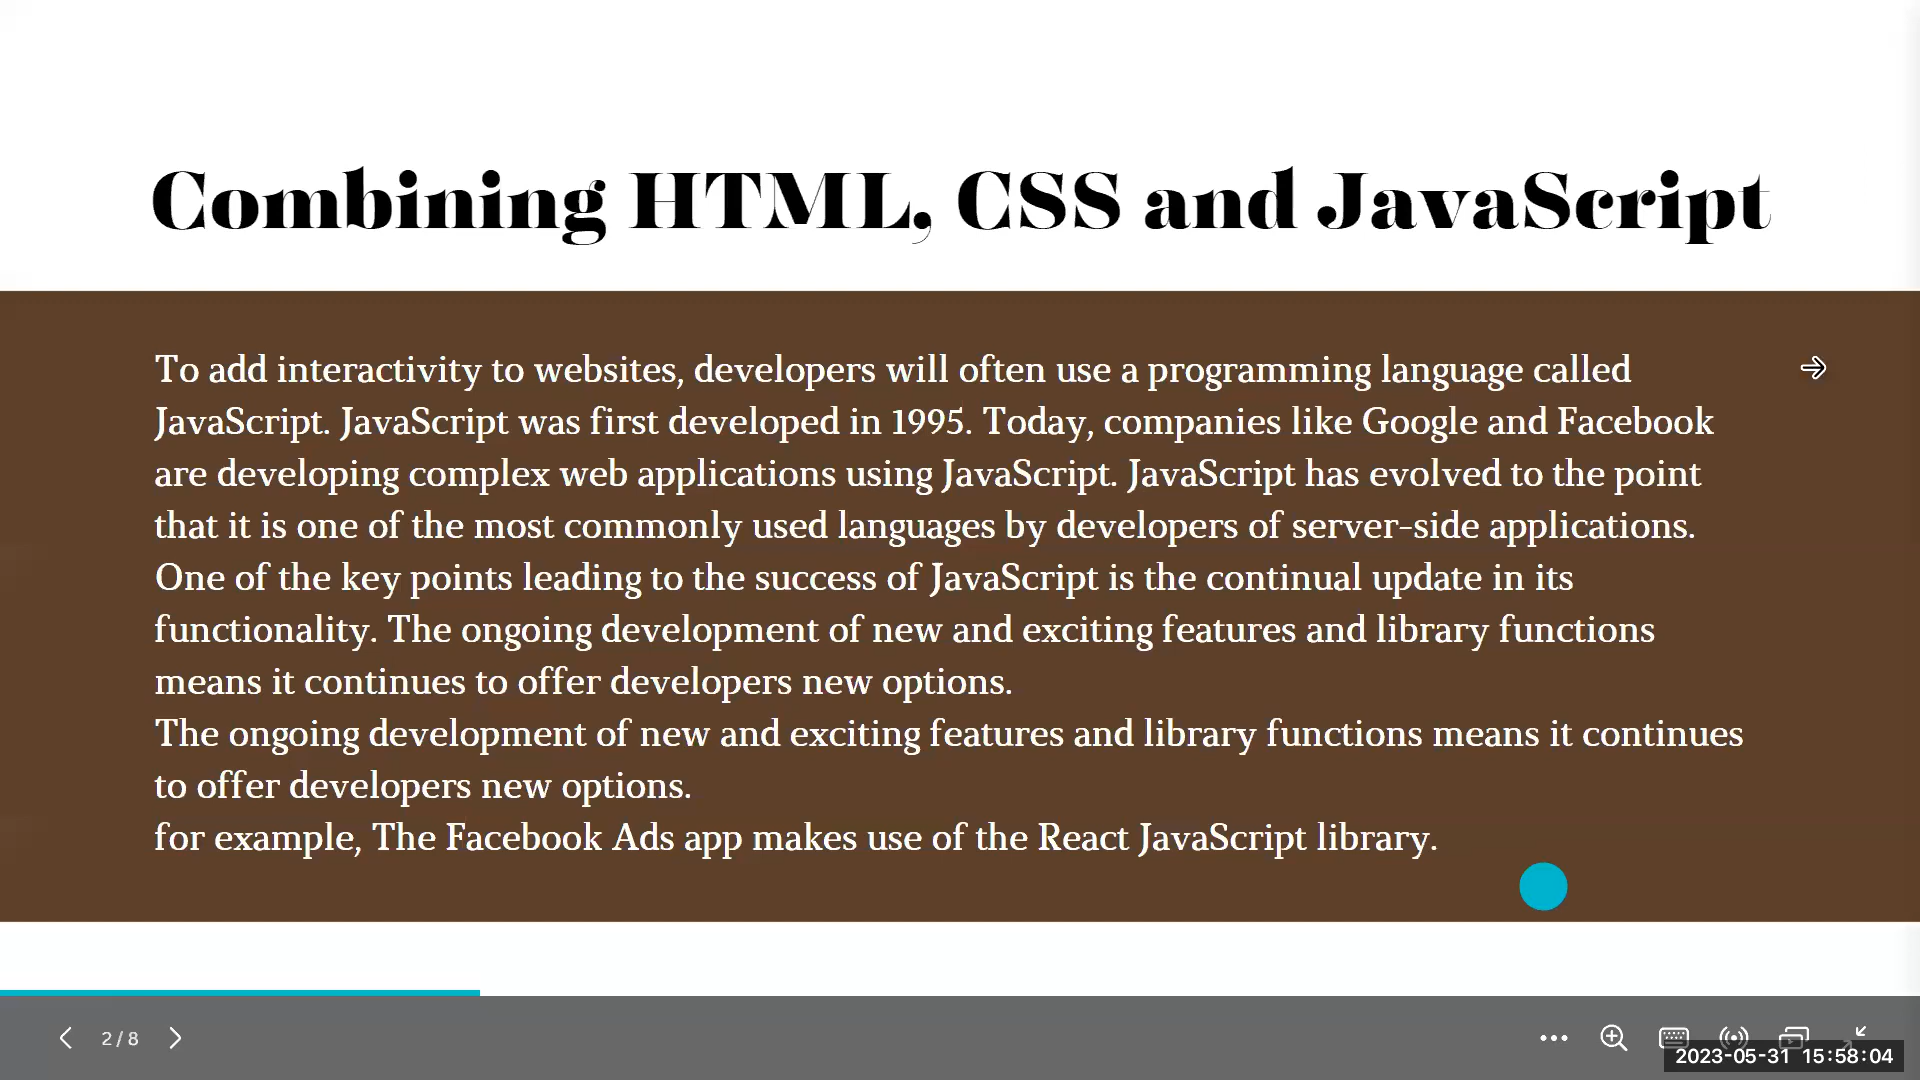 Combining HTML, CSS and JavaScript
To add interactivity to websites, developers will often use a programming language called
JavaScript. JavaScript was first developed in 1995. Today, companies like Google and Facebook
are developing complex web applications using JavaScript. JavaScript has evolved to the point
that it is one of the most commonly used languages by developers of server-side applications.
One of the key points leading to the success of JavaScript is the continual update in its
functionality. The ongoing development of new and exciting features and library functions
means it continues to offer developers new options.
The ongoing development of new and exciting features and library functions means it continues
to offer developers new options.
for example, The Facebook Ads app makes use of the React JavaScript library.
2 / 8
2023-05-31 15:58:04